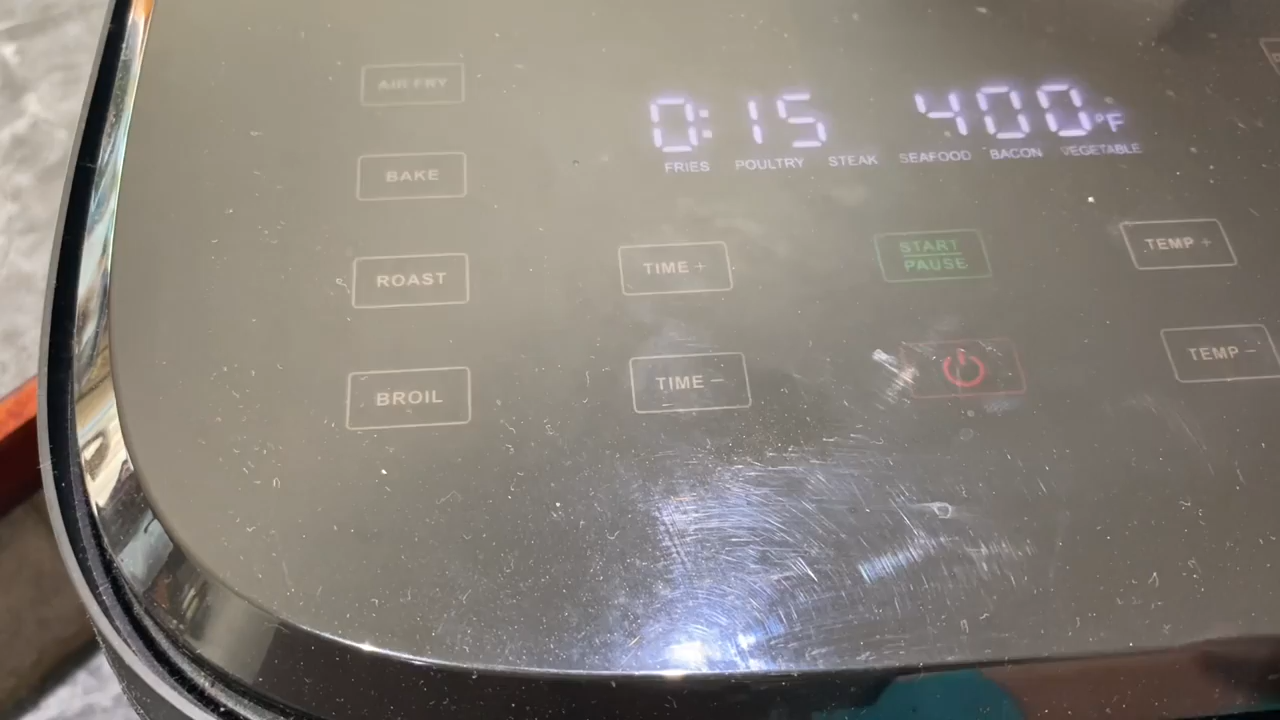 AIR FRY
0:15 400°F
FRIES POULTRY STEAK SEAFOOD BACON VEGETABLE
BAKE
TIME +
START
PAUSE
TEMP +
ROAST
TIME −
TEMP −
BROIL